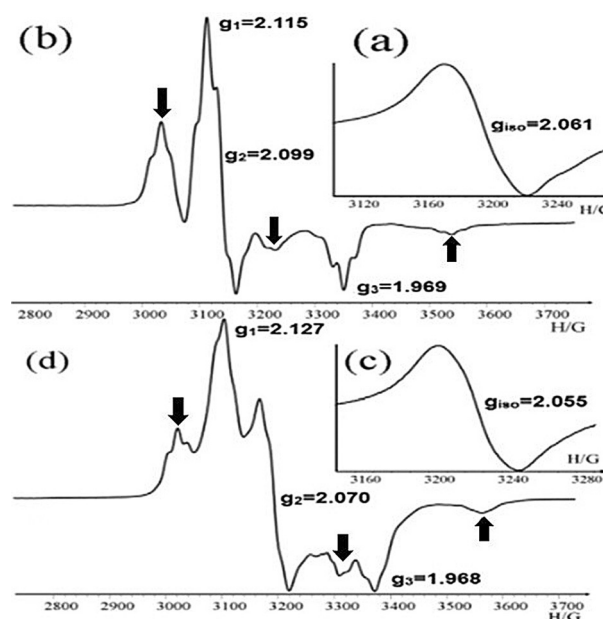 (b)
g₁=2.115
(a)
gᵢₛₒ=2.061
g₂=2.099
3120 3160 3200 3240
H/G
g₃=1.969
2800 2900 3000 3100 3200 3300 3400 3500 3600 3700
H/G
g₁=2.127
(d)
(c)
gᵢₛₒ=2.055
H/G
3160 3200 3240 3280
g₂=2.070
g₃=1.968
2800 2900 3000 3100 3200 3300 3400 3500 3600 3700
H/G